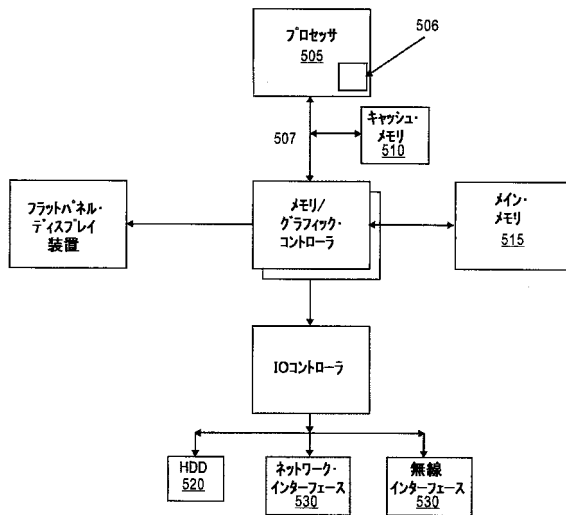 プロセッサ
505
506
507
キャッシュ・
メモリ
510
フラットパネル・
ディスプレイ
装置
メモリ/
グラフィック・
コントローラ
メイン・
メモリ
515
IOコントローラ
HDD
520
ネットワーク・
インターフェース
530
無線
インターフェース
530